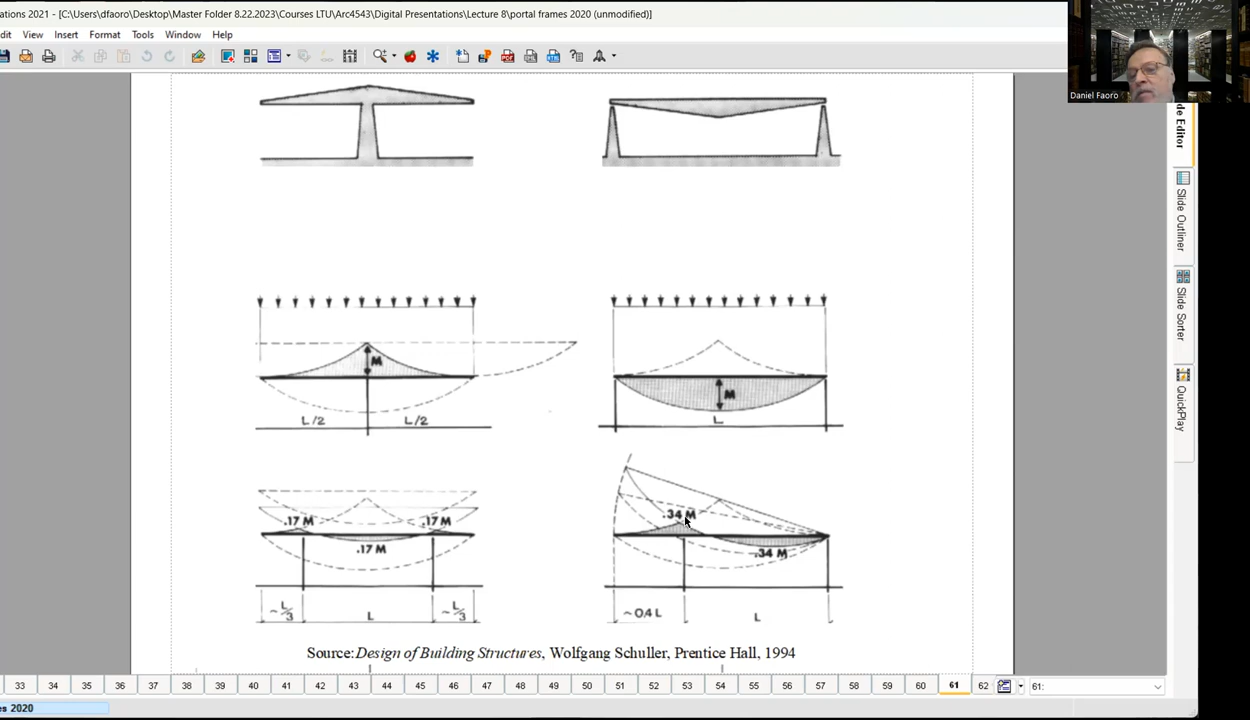 ations 2021 - [C:\Users\dfaoro\Desktop\Master Folder 8.22.2023\Courses LTU\Arc4543\Digital Presentations\Lecture 8\portal frames 2020 (unmodified)]
dit View Insert Format Tools Window Help
Daniel Faoro
de Editor
Slide Outliner
Slide Sorter
QuickPlay
M
L/2 L/2
M
L
.17 M .17 M
.17 M
~ L/3 L ~ L/3
.34 M
.34 M
~0.4 L L
Source: Design of Building Structures, Wolfgang Schuller, Prentice Hall, 1994
33 34 35 36 37 38 39 40 41 42 43 44 45 46 47 48 49 50 51 52 53 54 55 56 57 58 59 60 61 62 61:
es 2020